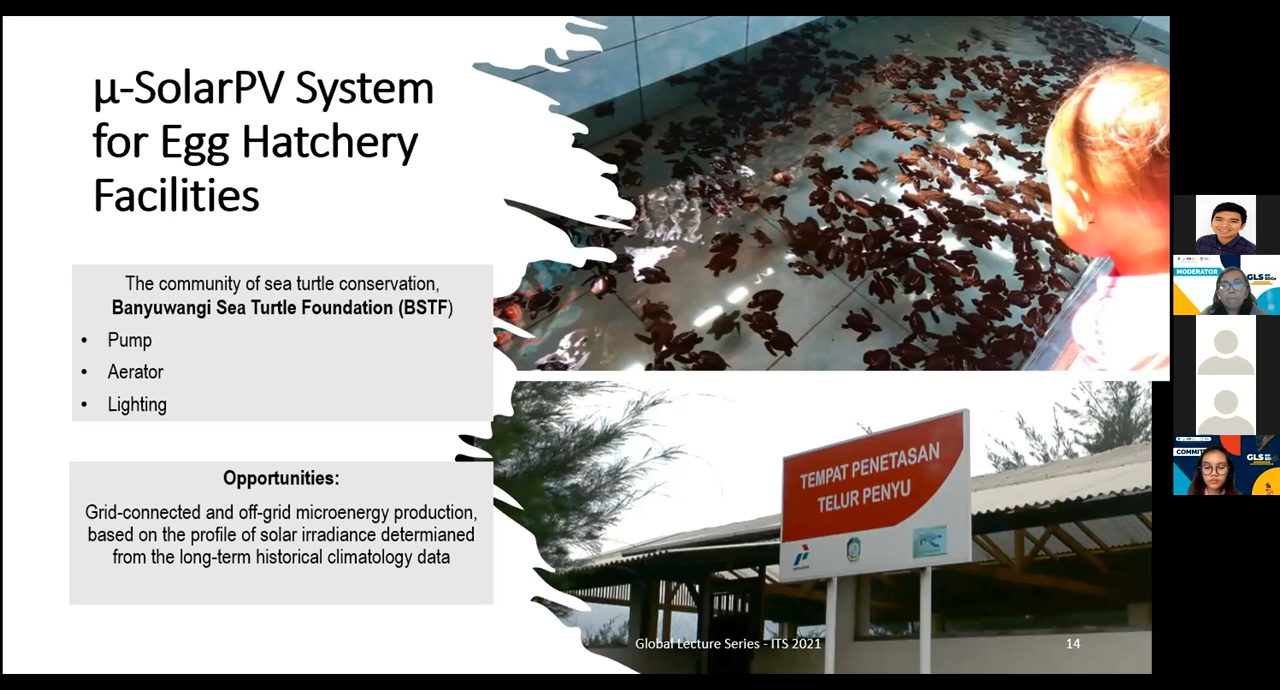 µ-SolarPV System
for Egg Hatchery
Facilities
The community of sea turtle conservation,
Banyuwangi Sea Turtle Foundation (BSTF)
• Pump
• Aerator
• Lighting
Opportunities:
Grid-connected and off-grid microenergy production,
based on the profile of solar irradiance determianed
from the long-term historical climatology data
TEMPAT PENETASAN
TELUR PENYU
Global Lecture Series - ITS 2021
14
MODERATOR
GLS
GLS